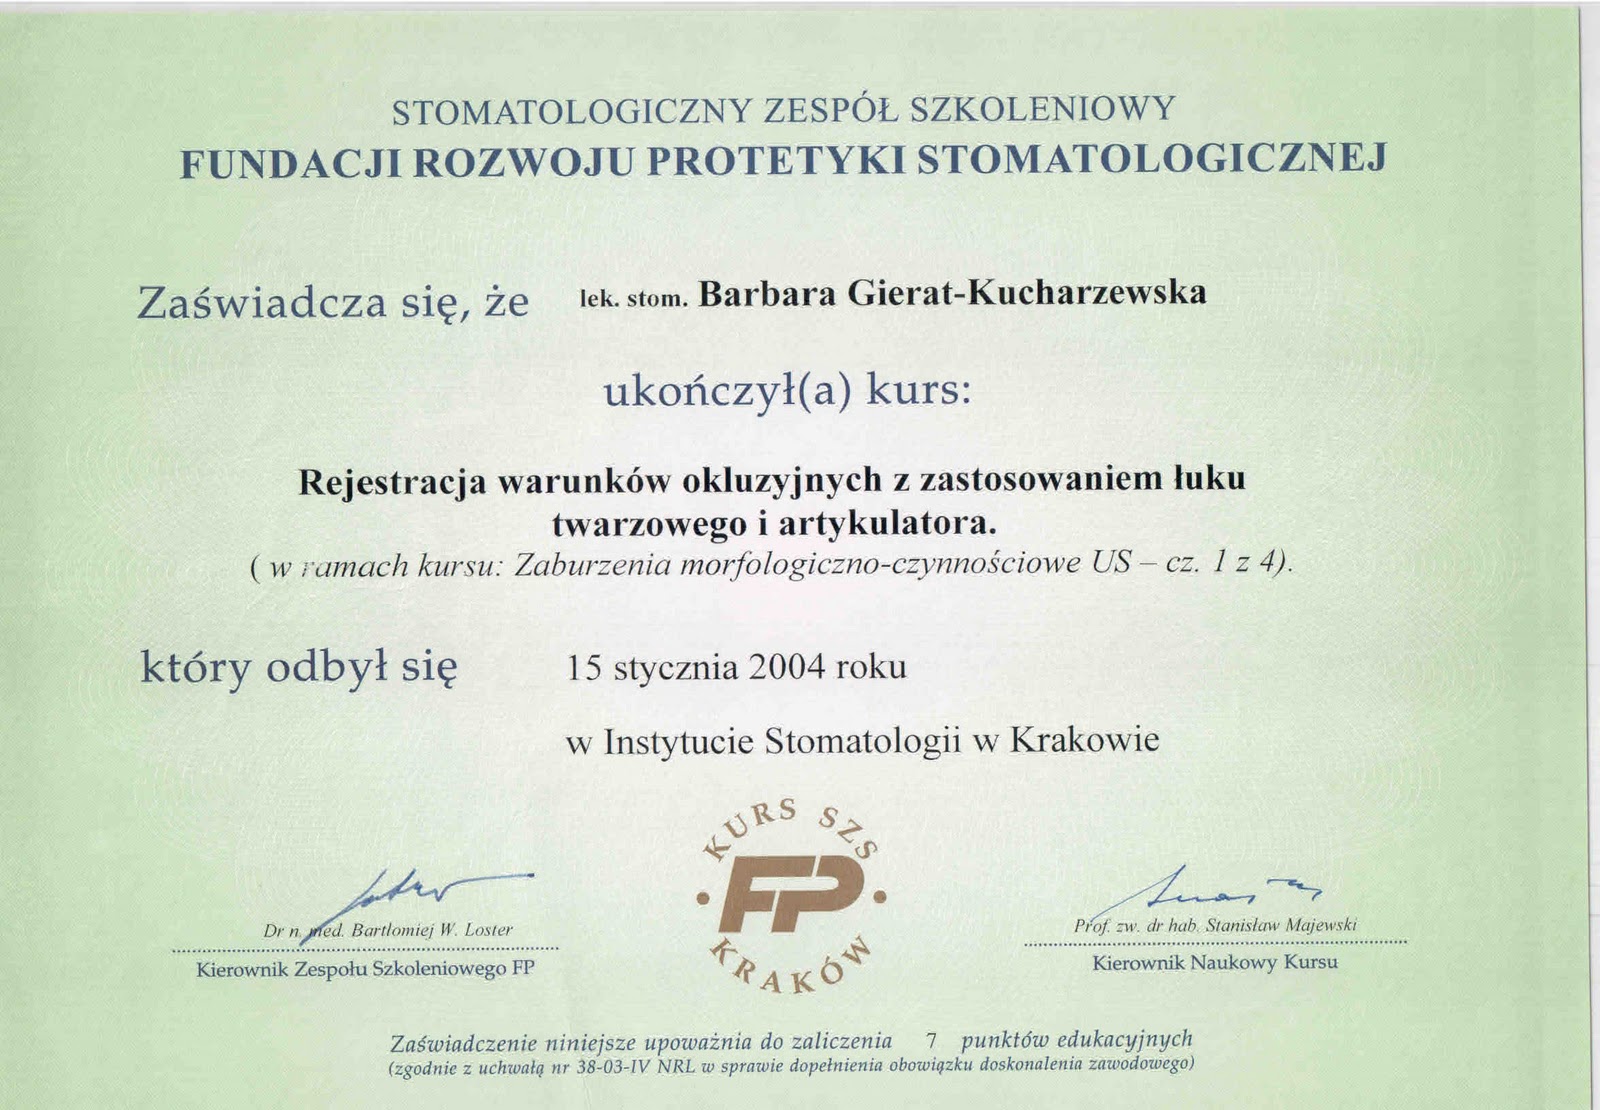 STOMATOLOGICZNY ZESPÓŁ SZKOLENIOWY
FUNDACJI ROZWOJU PROTETYKI STOMATOLOGICZNEJ
Zaświadcza się, że lek. stom. Barbara Gierat-Kucharzewska
ukończył(a) kurs:
Rejestracja warunków okluzyjnych z zastosowaniem łuku
twarzowego i artykulatora.
( w ramach kursu: Zaburzenia morfologiczno-czynnościowe US – cz. 1 z 4).
który odbył się 15 stycznia 2004 roku
w Instytucie Stomatologii w Krakowie
KURS SZS
FP
KRAKÓW
Dr n. med. Bartłomiej W. Loster
Kierownik Zespołu Szkoleniowego FP
Prof. zw. dr hab. Stanisław Majewski
Kierownik Naukowy Kursu
Zaświadczenie niniejsze upoważnia do zaliczenia 7 punktów edukacyjnych
(zgodnie z uchwałą nr 38-03-IV NRL w sprawie dopełnienia obowiązku doskonalenia zawodowego)